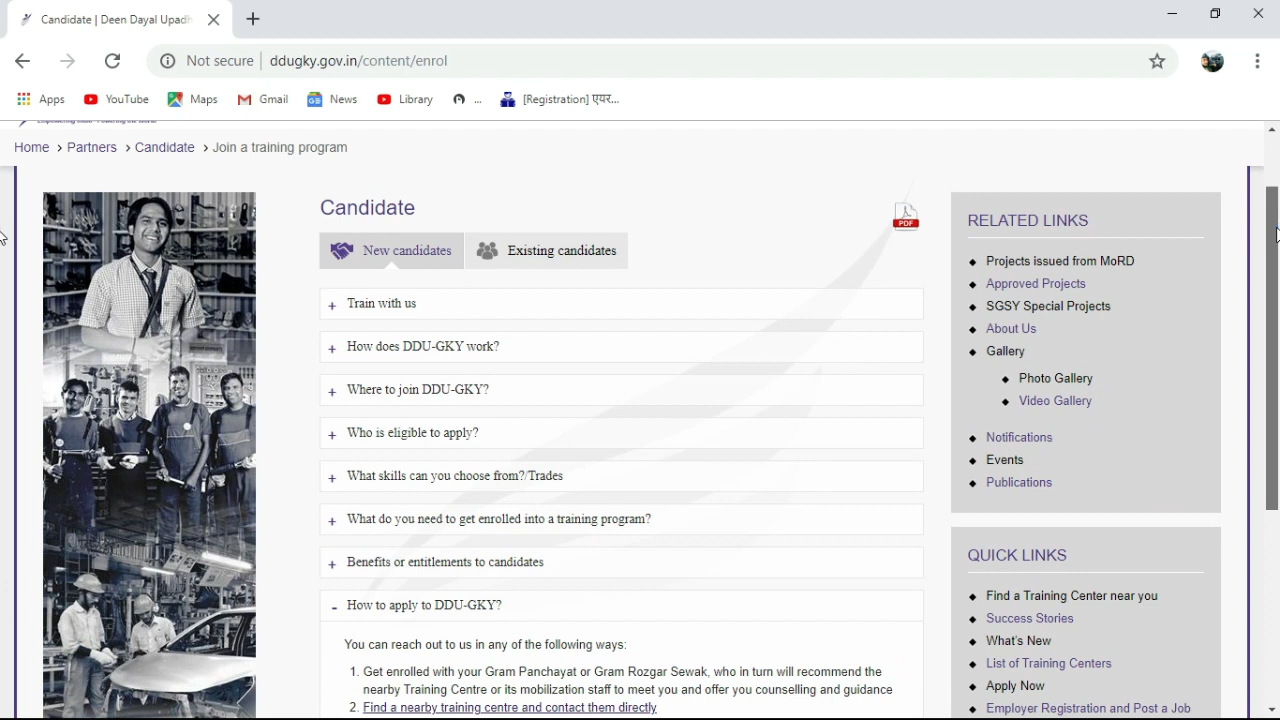 Candidate | Deen Dayal Upadh
Not secure | ddugky.gov.in/content/enrol
Apps YouTube Maps Gmail News Library ... [Registration] एयर...
Home > Partners > Candidate > Join a training program
Candidate
PDF
New candidates Existing candidates
+ Train with us
+ How does DDU-GKY work?
+ Where to join DDU-GKY?
+ Who is eligible to apply?
+ What skills can you choose from?/Trades
+ What do you need to get enrolled into a training program?
+ Benefits or entitlements to candidates
- How to apply to DDU-GKY?
You can reach out to us in any of the following ways:
1. Get enrolled with your Gram Panchayat or Gram Rozgar Sewak, who in turn will recommend the
nearby Training Centre or its mobilization staff to meet you and offer you counselling and guidance
2. Find a nearby training centre and contact them directly
RELATED LINKS
Projects issued from MoRD
Approved Projects
SGSY Special Projects
About Us
Gallery
Photo Gallery
Video Gallery
Notifications
Events
Publications
QUICK LINKS
Find a Training Center near you
Success Stories
What's New
List of Training Centers
Apply Now
Employer Registration and Post a Job